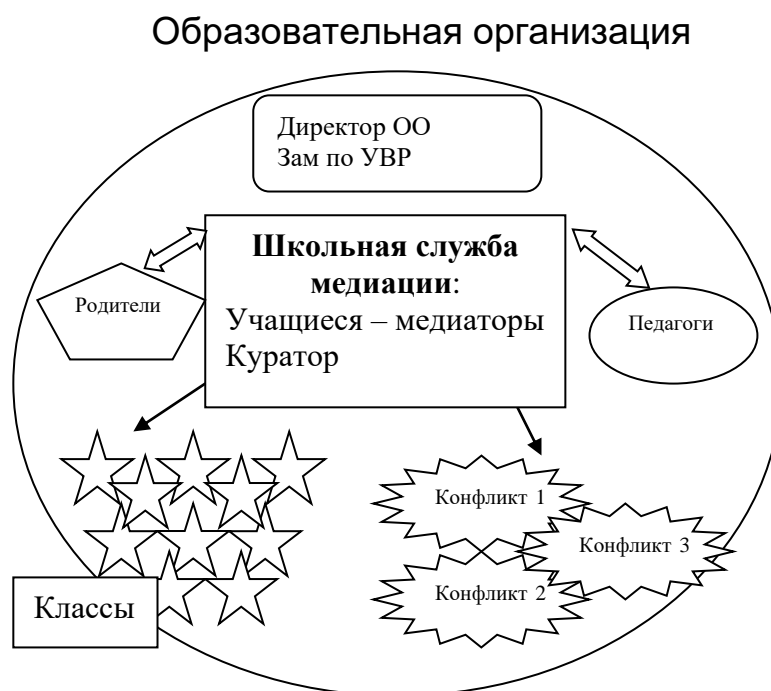 Образовательная организация
Директор ОО
Зам по УВР
Школьная служба
медиации:
Учащиеся – медиаторы
Куратор
Родители
Педагоги
Конфликт 1
Конфликт 3
Конфликт 2
Классы